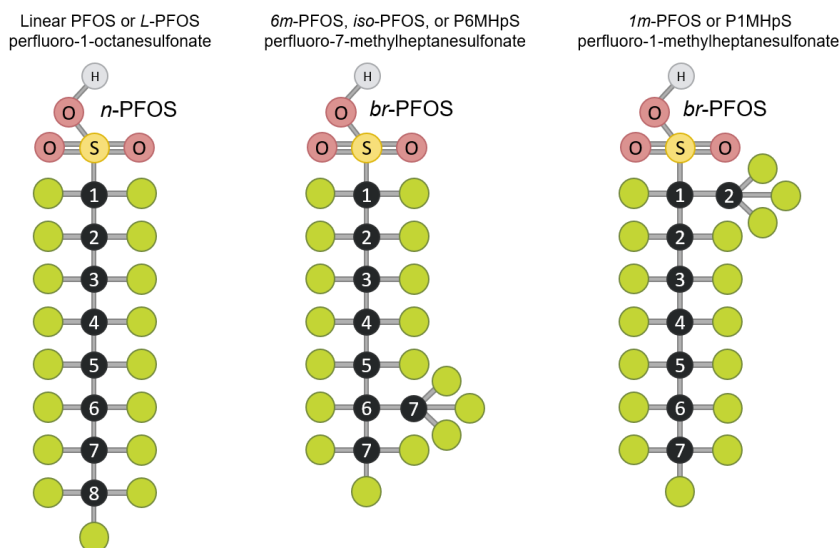 Linear PFOS or L-PFOS
perfluoro-1-octanesulfonate
6m-PFOS, iso-PFOS, or P6MHpS
perfluoro-7-methylheptanesulfonate
1m-PFOS or P1MHpS
perfluoro-1-methylheptanesulfonate
H
O
n-PFOS
O S O
1
2
3
4
5
6
7
8
H
O
br-PFOS
O S O
1
2
3
4
5
6 7
7
H
O
br-PFOS
O S O
1 2
2
3
4
5
6
7